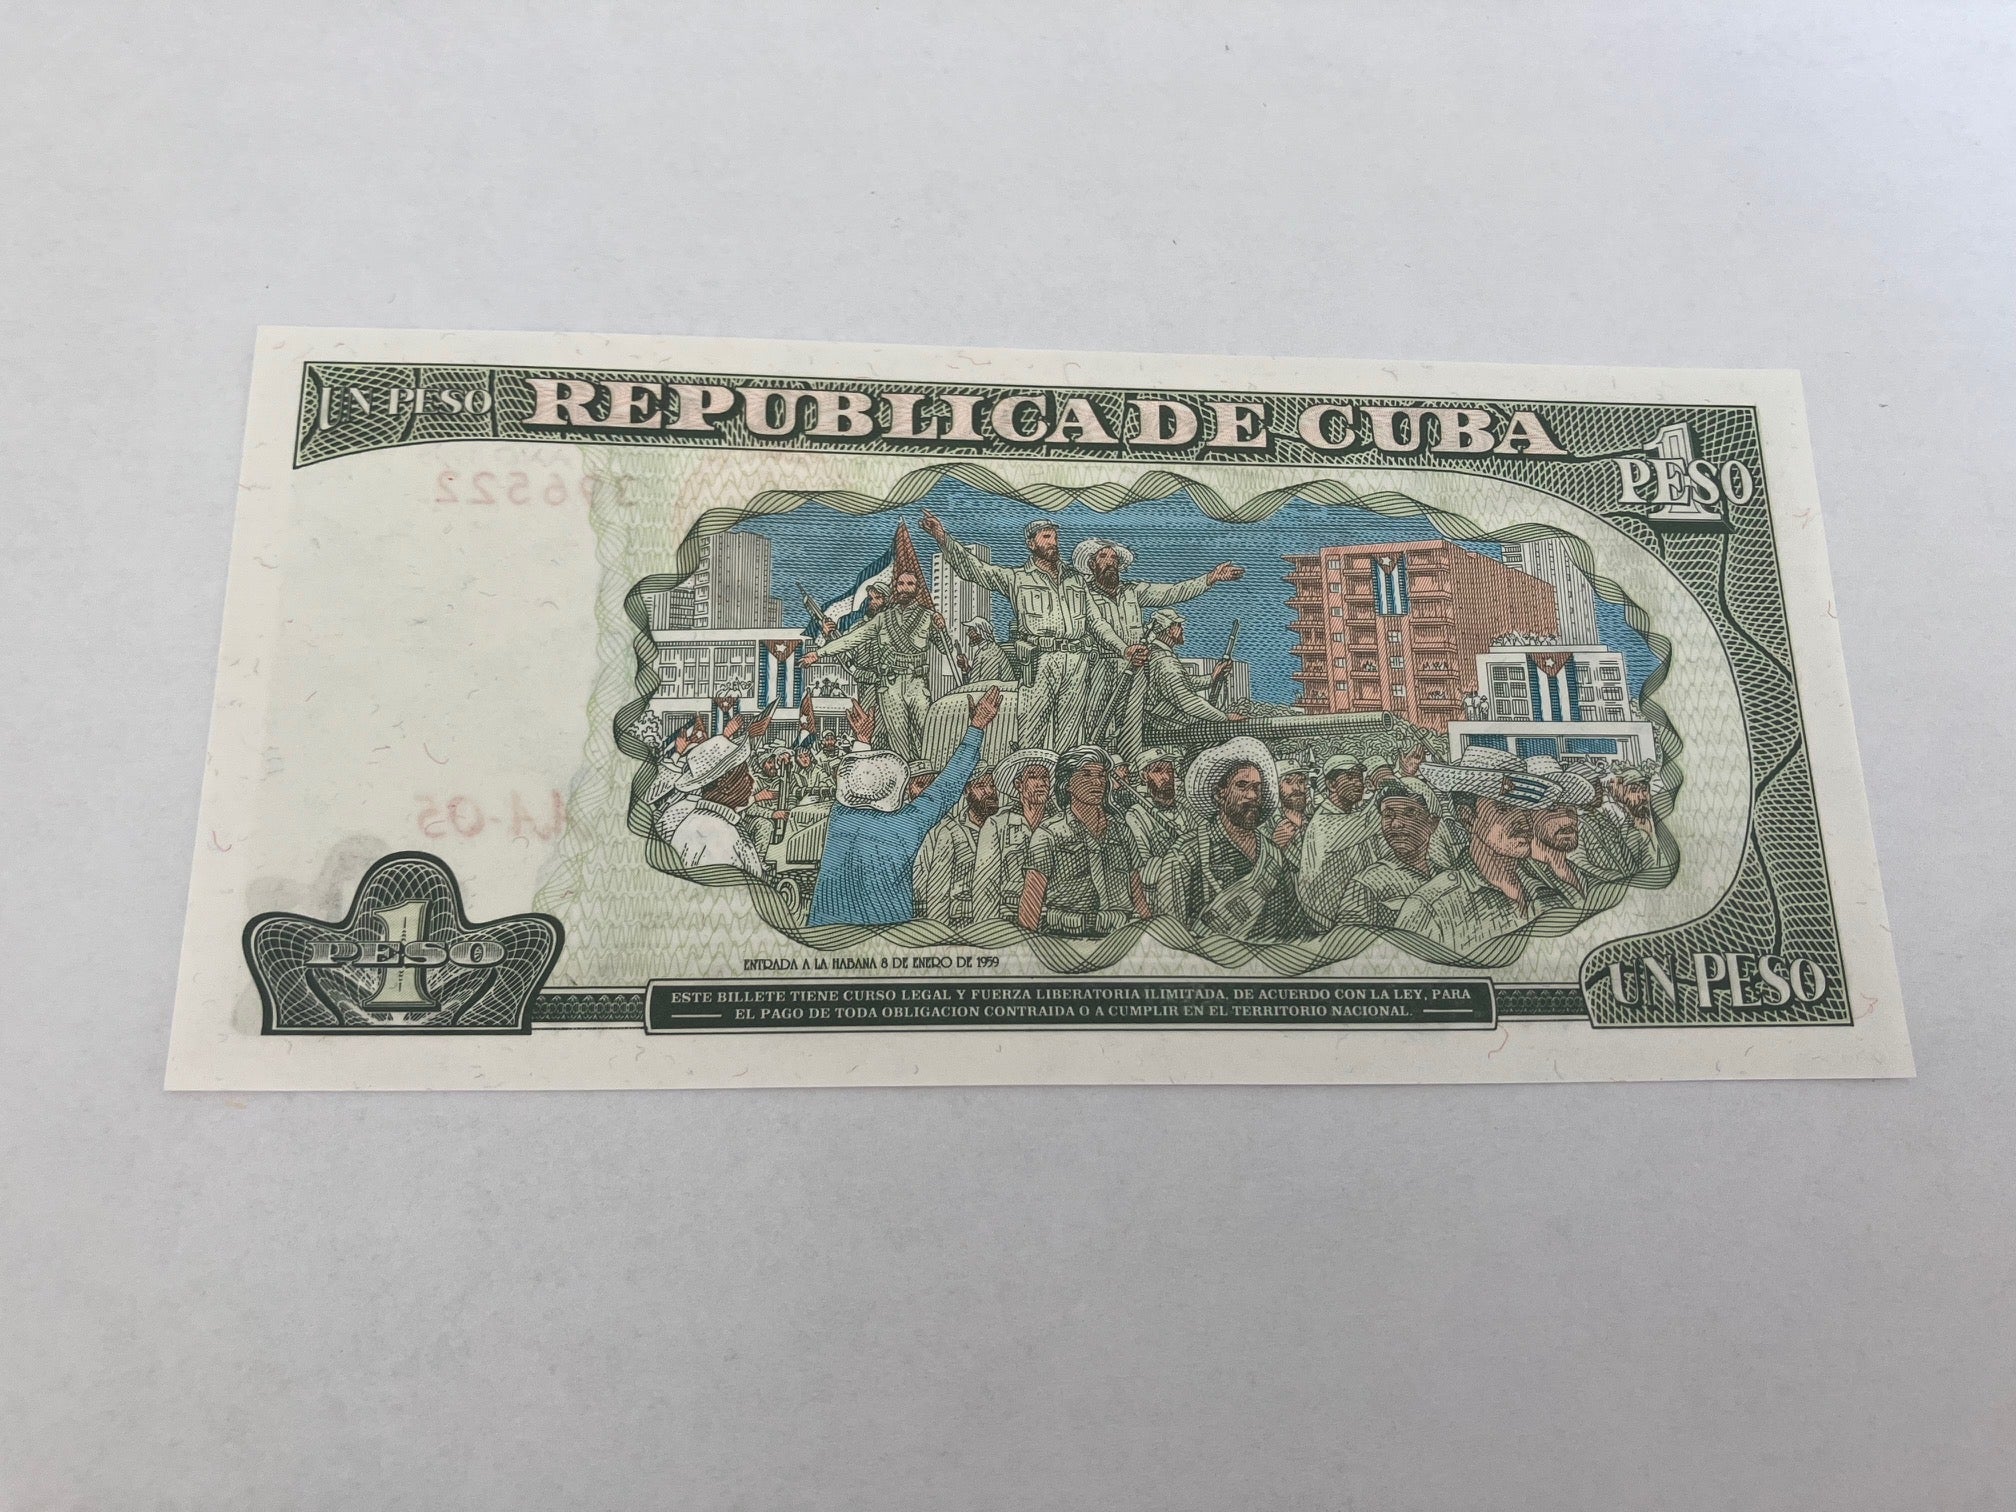 UN PESO
REPUBLICA DE CUBA
1 PESO
396522
AA-05
1 PESO
ENTRADA A LA HABANA 8 DE ENERO DE 1959
ESTE BILLETE TIENE CURSO LEGAL Y FUERZA LIBERATORIA ILIMITADA, DE ACUERDO CON LA LEY, PARA
EL PAGO DE TODA OBLIGACION CONTRAIDA O A CUMPLIR EN EL TERRITORIO NACIONAL.
UN PESO